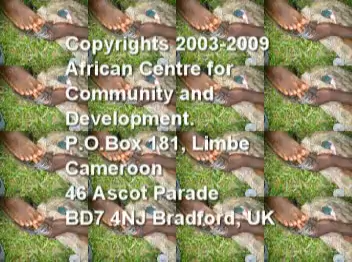 Copyrights 2003-2009
African Centre for
Community and
Development.
P.O.Box 181, Limbe
Cameroon
46 Ascot Parade
BD7 4NJ Bradford, UK